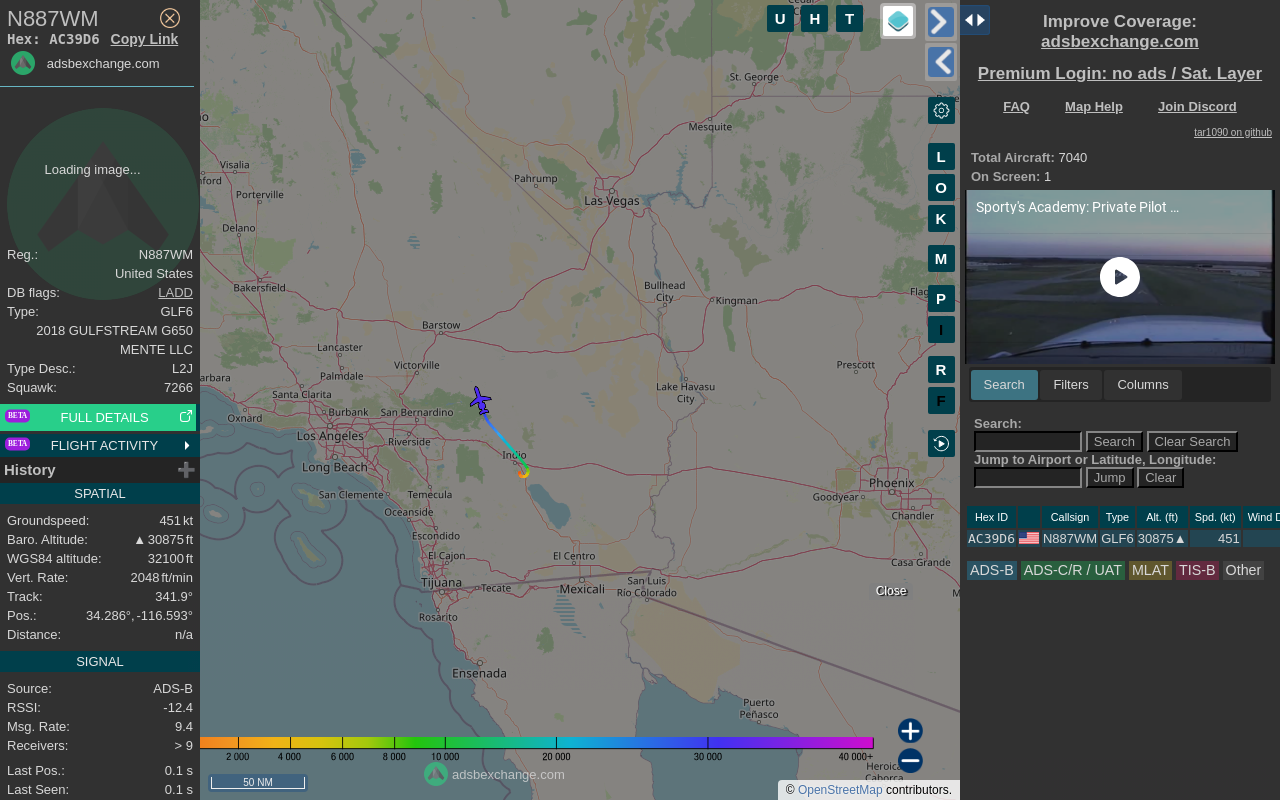 N887WM
Hex: AC39D6 Copy Link
adsbexchange.com
Loading image...
Reg.: N887WM
United States
DB flags: LADD
Type: GLF6
2018 GULFSTREAM G650
MENTE LLC
Type Desc.: L2J
Squawk: 7266
BETA FULL DETAILS
BETA FLIGHT ACTIVITY
History
SPATIAL
Groundspeed: 451 kt
Baro. Altitude: ▲ 30875 ft
WGS84 altitude: 32100 ft
Vert. Rate: 2048 ft/min
Track: 341.9°
Pos.: 34.286°, -116.593°
Distance: n/a
SIGNAL
Source: ADS-B
RSSI: -12.4
Msg. Rate: 9.4
Receivers: > 9
Last Pos.: 0.1 s
Last Seen: 0.1 s
U H T
St. George
Mesquite
Visalia
Porterville
Pahrump
Las Vegas
Delano
Bakersfield
Bullhead
City
Kingman
Barstow
Lancaster
Palmdale
Victorville
Prescott
Santa Clarita
Lake Havasu
City
Oxnard
Burbank
San Bernardino
Los Angeles
Riverside
Indio
Long Beach
San Clemente
Temecula
Phoenix
Goodyear
Oceanside
Chandler
Escondido
El Cajon
El Centro
Casa Grande
Tijuana
Tecate
Mexicali
San Luis
Río Colorado
Rosarito
Ensenada
Puerto
Peñasco
Heroica
Caborca
L
O
K
M
P
I
R
F
Close
2 000 4 000 6 000 8 000 10 000 20 000 30 000 40 000+
adsbexchange.com
50 NM
© OpenStreetMap contributors.
Improve Coverage:
adsbexchange.com
Premium Login: no ads / Sat. Layer
FAQ Map Help Join Discord
tar1090 on github
Total Aircraft: 7040
On Screen: 1
Sporty's Academy: Private Pilot ...
Search Filters Columns
Search:
Search Clear Search
Jump to Airport or Latitude, Longitude:
Jump Clear
Hex ID Callsign Type Alt. (ft) Spd. (kt) Wind D
AC39D6 N887WM GLF6 30875▲ 451
ADS-B ADS-C/R / UAT MLAT TIS-B Other